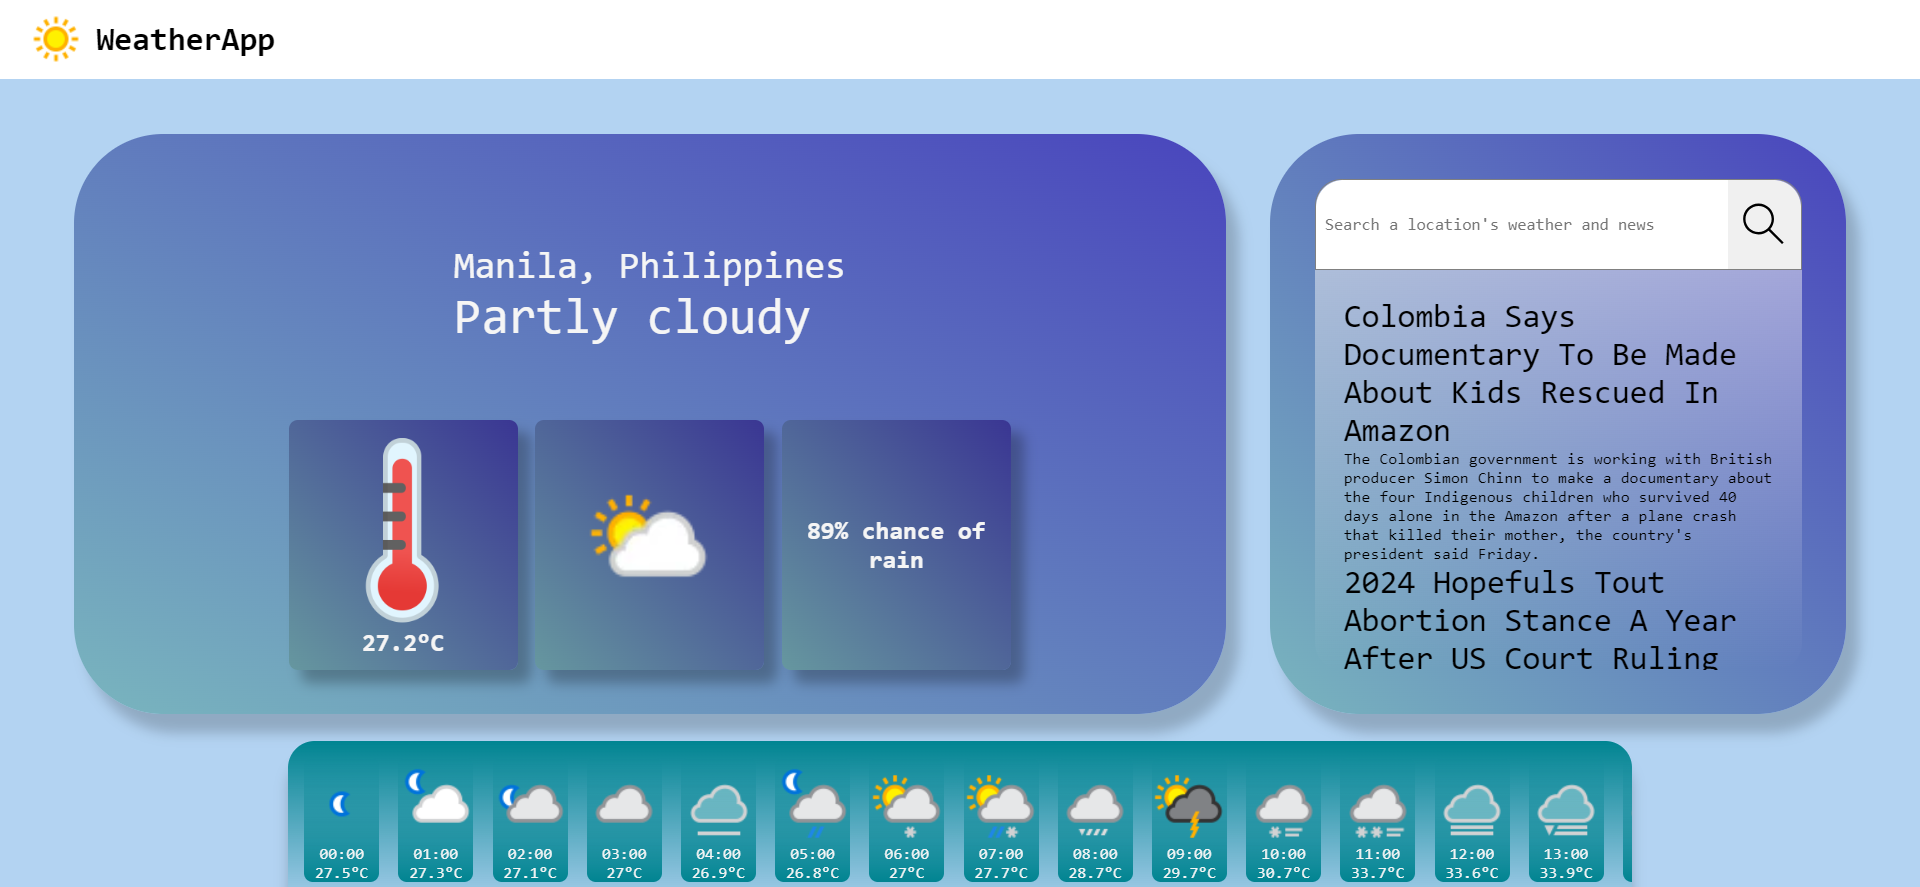 WeatherApp
Manila, Philippines
Partly cloudy
27.2°C
89% chance of
rain
Search a location's weather and news
Colombia Says
Documentary To Be Made
About Kids Rescued In
Amazon
The Colombian government is working with British
producer Simon Chinn to make a documentary about
the four Indigenous children who survived 40
days alone in the Amazon after a plane crash
that killed their mother, the country's
president said Friday.
2024 Hopefuls Tout
Abortion Stance A Year
After US Court Ruling
00:00
27.5°C
01:00
27.3°C
02:00
27.1°C
03:00
27°C
04:00
26.9°C
05:00
26.8°C
06:00
27°C
07:00
27.7°C
08:00
28.7°C
09:00
29.7°C
10:00
30.7°C
11:00
33.7°C
12:00
33.6°C
13:00
33.9°C